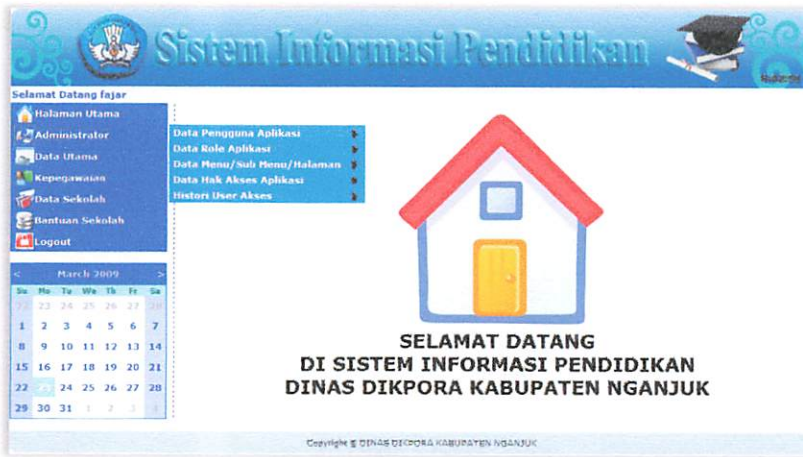 Sistem Informasi Pendidikan
Selamat Datang fajar
Halaman Utama
Administrator
Data Utama
Kepegawaian
Data Sekolah
Bantuan Sekolah
Logout
Data Pengguna Aplikasi
Data Role Aplikasi
Data Menu/Sub Menu/Halaman
Data Hak Akses Aplikasi
Histori User Akses
< March 2009 >
Su Mo Tu We Th Fr Sa
22 23 24 25 26 27 28
1 2 3 4 5 6 7
8 9 10 11 12 13 14
15 16 17 18 19 20 21
22 23 24 25 26 27 28
29 30 31 1 2 3 4
SELAMAT DATANG
DI SISTEM INFORMASI PENDIDIKAN
DINAS DIKPORA KABUPATEN NGANJUK
Copyright © DINAS DIKPORA KABUPATEN NGANJUK